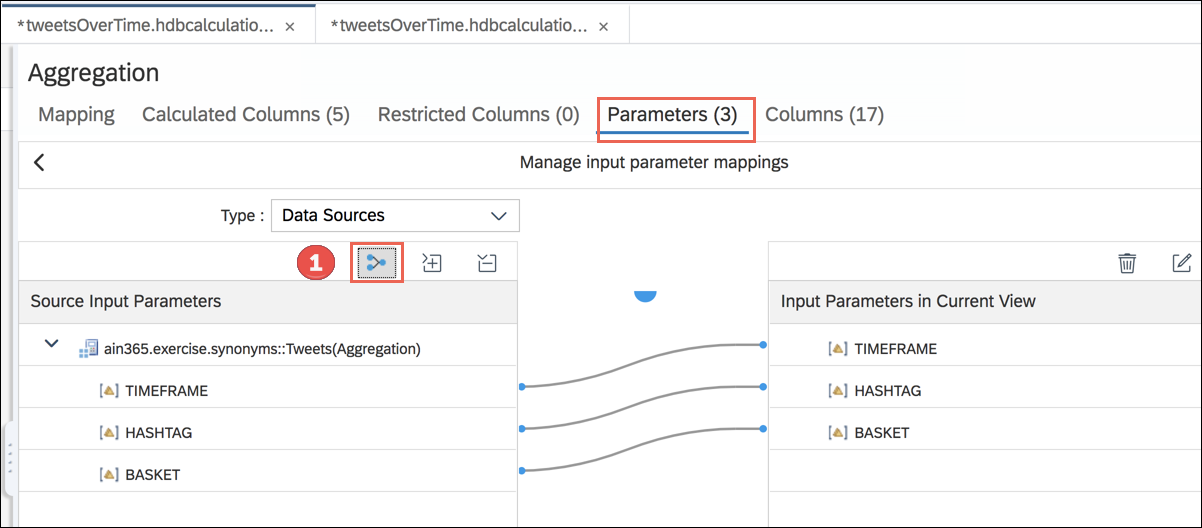 *tweetsOverTime.hdbcalculatio... × *tweetsOverTime.hdbcalculatio... ×
Aggregation
Mapping Calculated Columns (5) Restricted Columns (0) Parameters (3) Columns (17)
Manage input parameter mappings
Type : Data Sources
1
Source Input Parameters Input Parameters in Current View
ain365.exercise.synonyms::Tweets(Aggregation) TIMEFRAME
TIMEFRAME HASHTAG
HASHTAG BASKET
BASKET